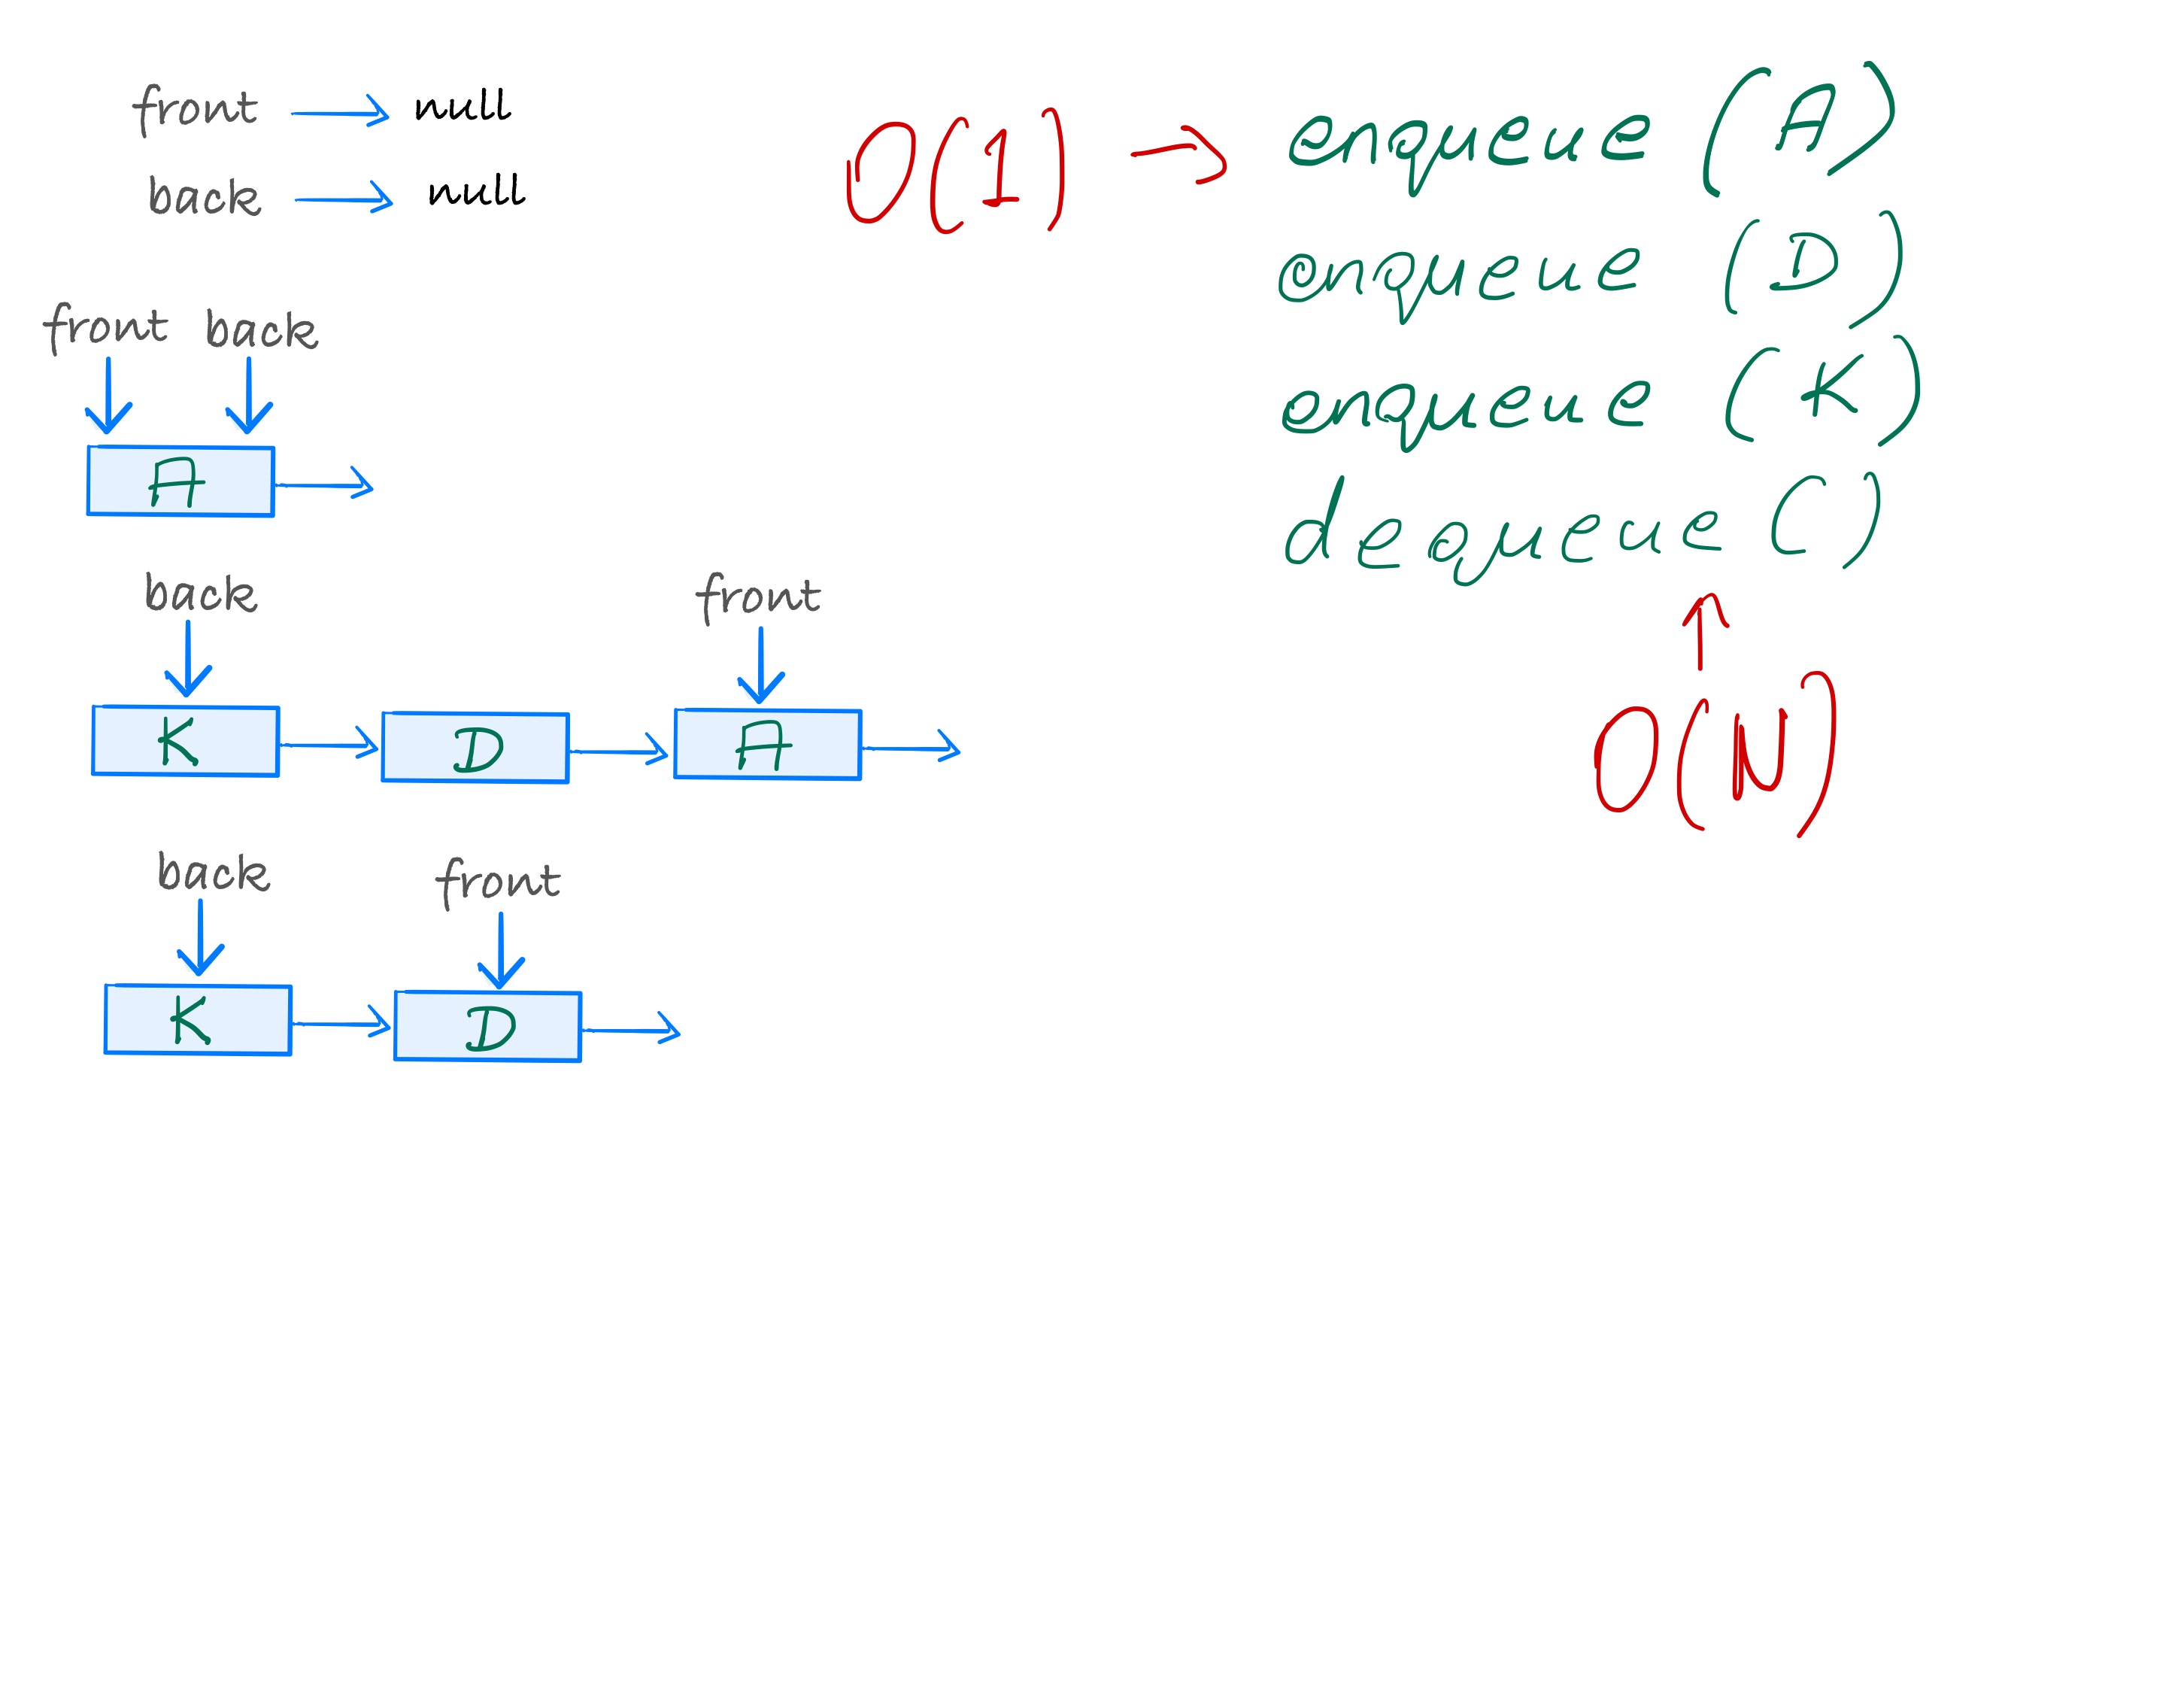 front → null
back → null
front back
A
back front
K D A
back front
K D
O(1) → enqueue (A)
enqueue (D)
enqueue (K)
dequeue ( )
O(N)